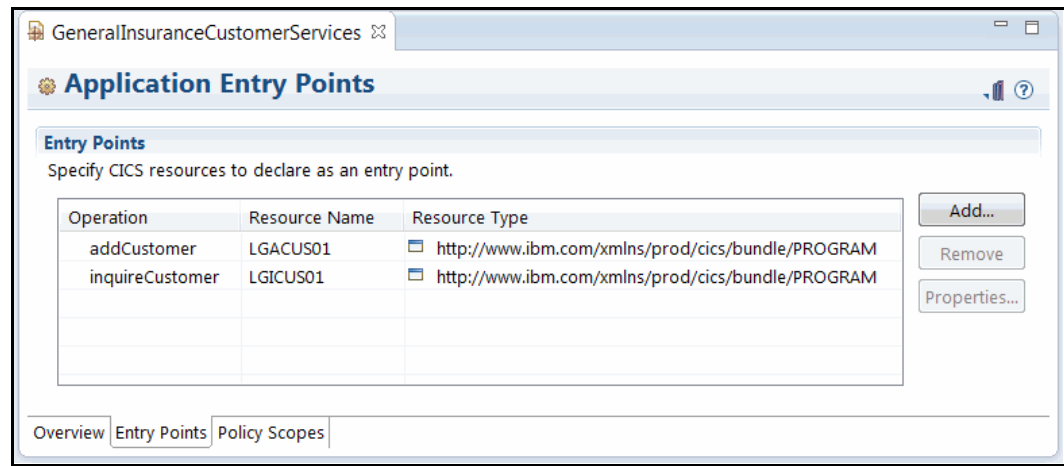 GeneralInsuranceCustomerServices
Application Entry Points
Entry Points
Specify CICS resources to declare as an entry point.
Operation Resource Name Resource Type Add...
addCustomer LGACUS01 http://www.ibm.com/xmlns/prod/cics/bundle/PROGRAM Remove
inquireCustomer LGICUS01 http://www.ibm.com/xmlns/prod/cics/bundle/PROGRAM Properties...
Overview Entry Points Policy Scopes